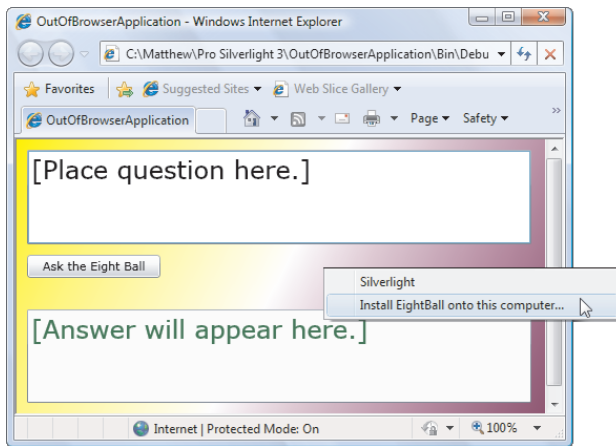 OutOfBrowserApplication - Windows Internet Explorer
C:\Matthew\Pro Silverlight 3\OutOfBrowserApplication\Bin\Debu
Favorites Suggested Sites Web Slice Gallery
OutOfBrowserApplication Page Safety »
[Place question here.]
Ask the Eight Ball
Silverlight
Install EightBall onto this computer...
[Answer will appear here.]
Internet | Protected Mode: On 100%